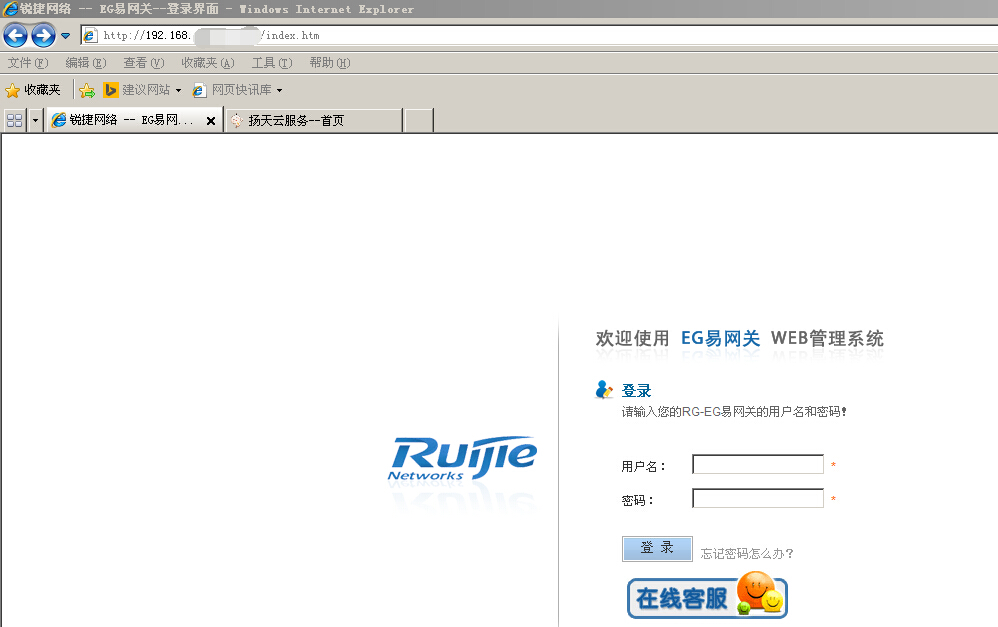 锐捷网络 -- EG易网关--登录界面 - Windows Internet Explorer
http://192.168. /index.htm
文件(F) 编辑(E) 查看(V) 收藏夹(A) 工具(T) 帮助(H)
收藏夹 建议网站 网页快讯库
锐捷网络 -- EG易网... 扬天云服务--首页
欢迎使用 EG易网关 WEB管理系统
登录
请输入您的RG-EG易网关的用户名和密码!
Ruijie
Networks
用户名： *
密码： *
登 录 忘记密码怎么办?
在线客服